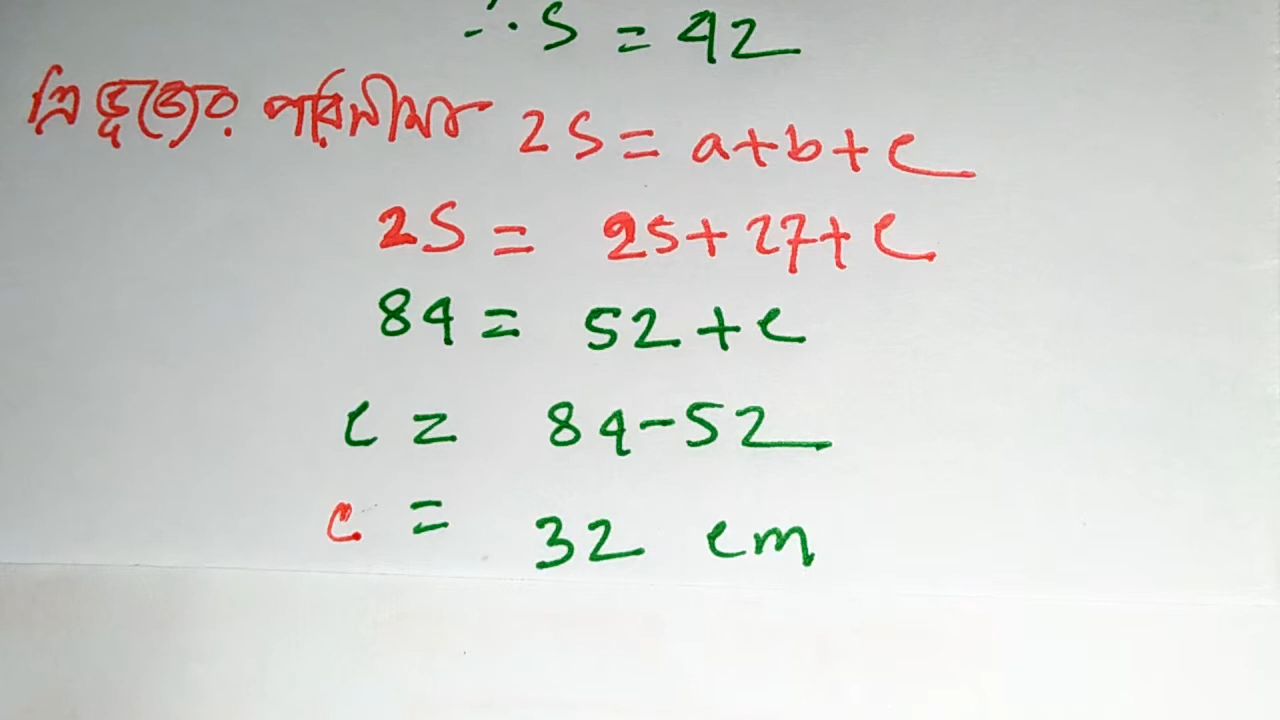 ∴ S = 42
ত্রিভূজের পরিসীমা 2S = a+b+c
2S = 25+27+c
84 = 52+c
c = 84-52
c = 32 cm